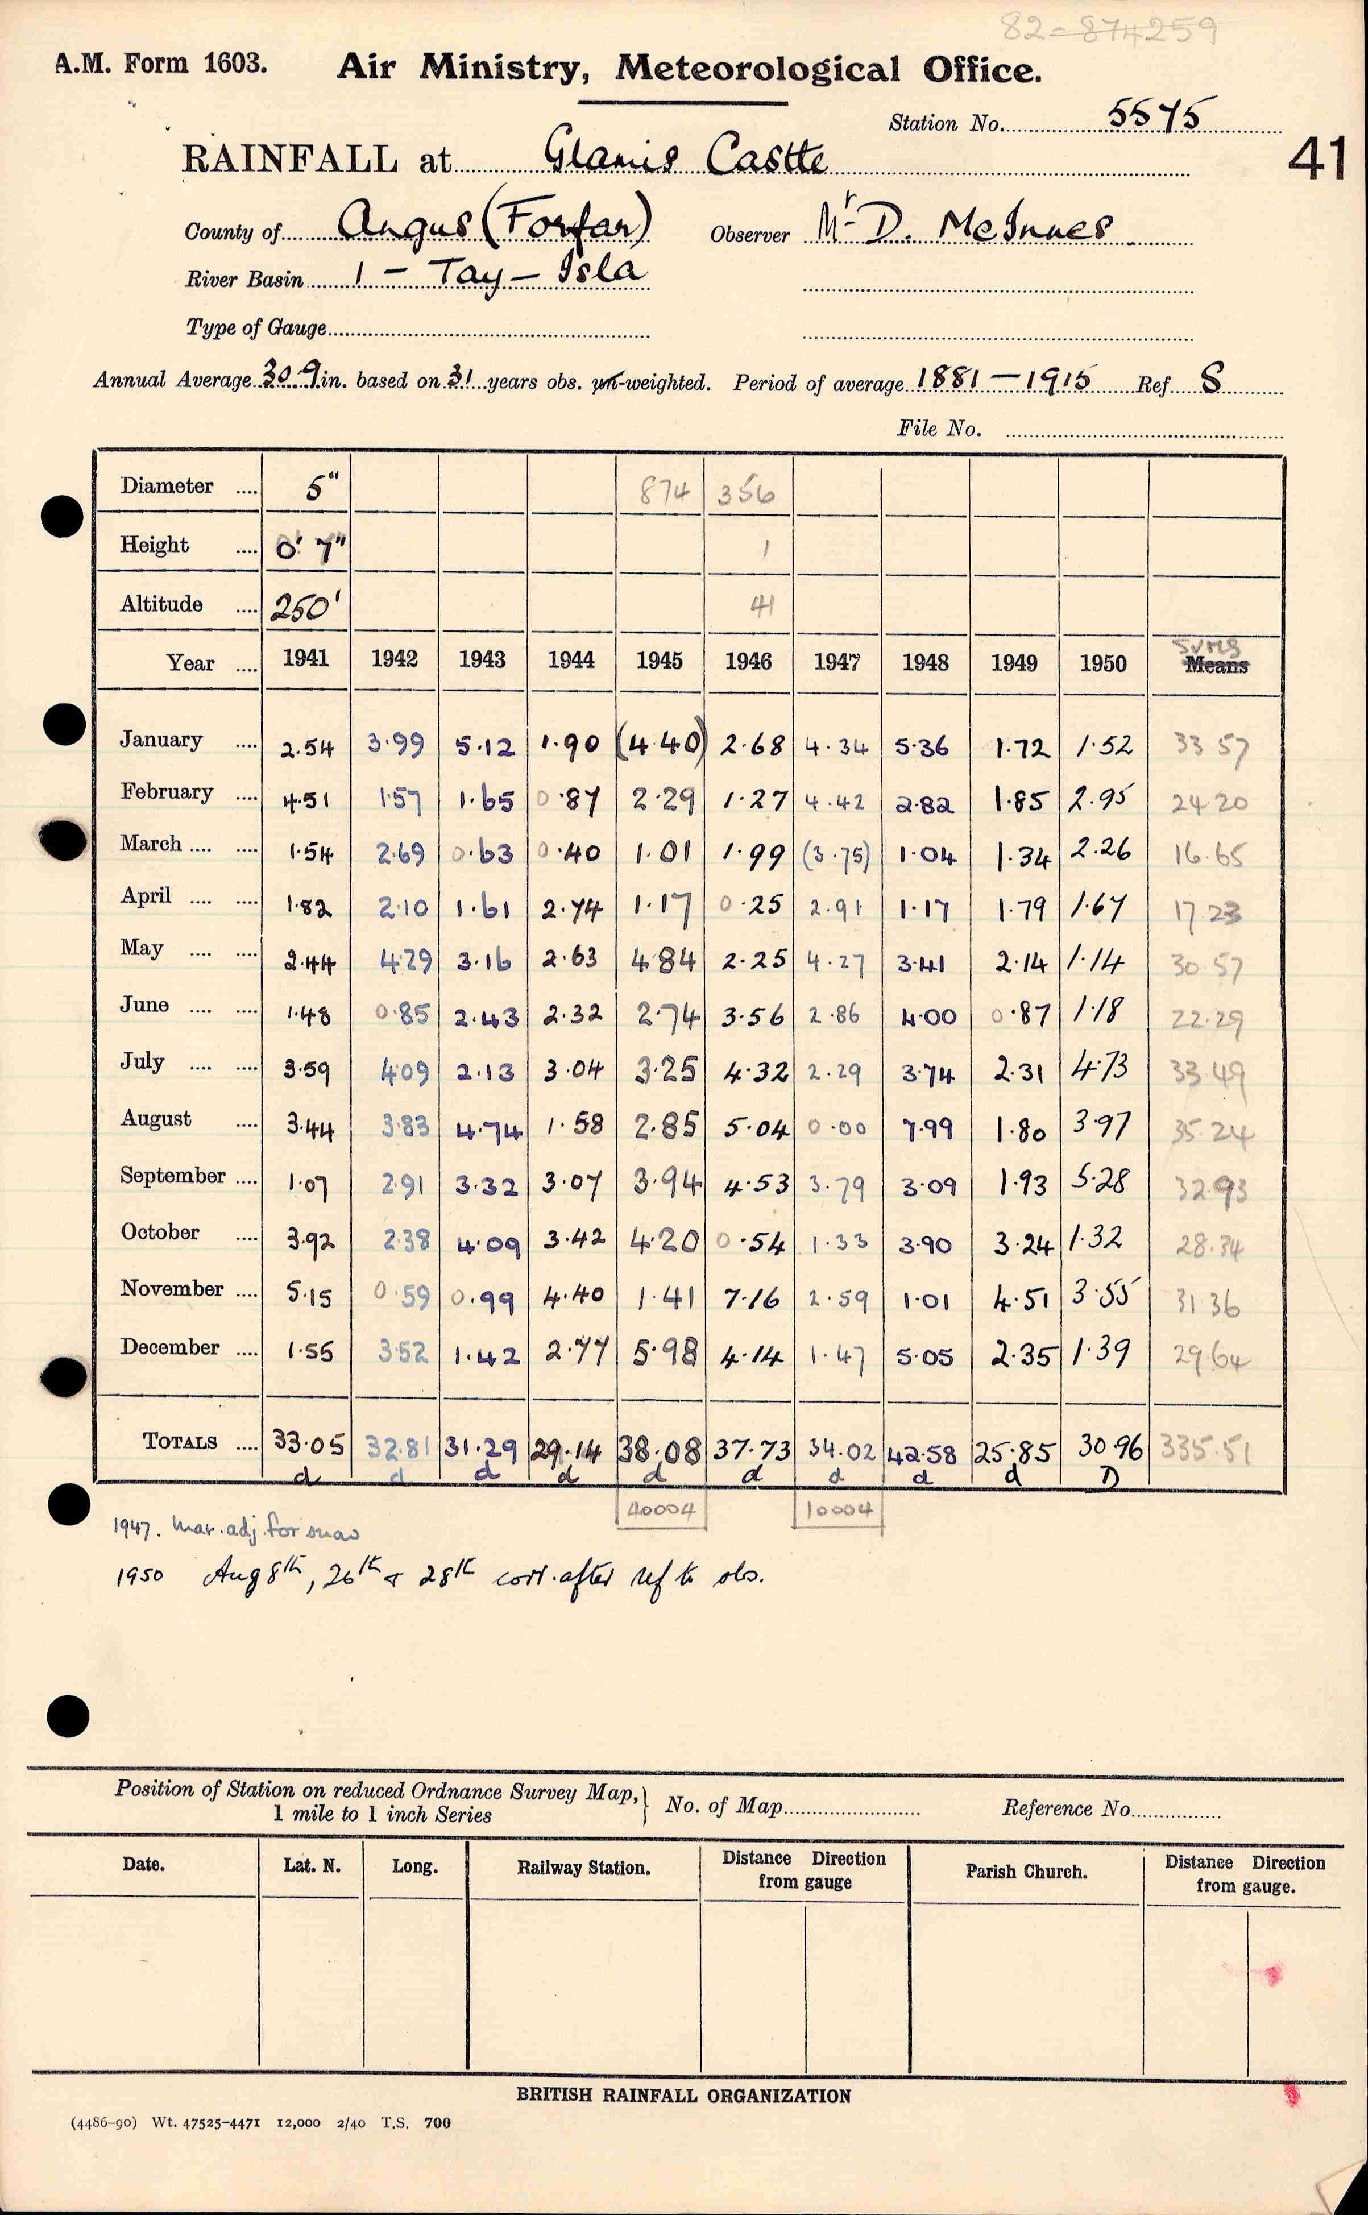 82-874259
A.M. Form 1603. Air Ministry, Meteorological Office.
Station No. 5575
41
RAINFALL at Glamis Castle
County of Angus (Forfar) Observer Mr D. McInnes
River Basin 1 - Tay - Isla
Type of Gauge
Annual Average 30.9 in. based on 31 years obs. un-weighted. Period of average 1881-1915 Ref. S
File No.
Diameter .... 5" 874 356
Height .... 0' 7" 1
Altitude .... 250' 41
Year .... 1941 1942 1943 1944 1945 1946 1947 1948 1949 1950 SUMS Means
January .... 2.54 3.99 5.12 1.90 (4.40) 2.68 4.34 5.36 1.72 1.52 33.57
February .... 4.51 1.57 1.65 0.87 2.29 1.27 4.42 2.82 1.85 2.95 24.20
March .... .... 1.54 2.69 0.63 0.40 1.01 1.99 (3.75) 1.04 1.34 2.26 16.65
April .... .... 1.82 2.10 1.61 2.74 1.17 0.25 2.91 1.17 1.79 1.67 17.23
May .... .... 2.44 4.29 3.16 2.63 4.84 2.25 4.27 3.41 2.14 1.14 30.57
June .... .... 1.48 0.85 2.43 2.32 2.74 3.56 2.86 4.00 0.87 1.18 22.29
July .... .... 3.59 4.09 2.13 3.04 3.25 4.32 2.29 3.74 2.31 4.73 33.49
August .... 3.44 3.83 4.74 1.58 2.85 5.04 0.00 7.99 1.80 3.97 35.24
September .... 1.07 2.91 3.32 3.07 3.94 4.53 3.79 3.09 1.93 5.28 32.93
October .... 3.92 2.38 4.09 3.42 4.20 0.54 1.33 3.90 3.24 1.32 28.34
November .... 5.15 0.59 0.99 4.40 1.41 7.16 2.59 1.01 4.51 3.55 31.36
December .... 1.55 3.52 1.42 2.77 5.98 4.14 1.47 5.05 2.35 1.39 29.64
TOTALS .... 33.05 32.81 31.29 29.14 38.08 37.73 34.02 42.58 25.85 30.96 335.51
d d d d d d d d d D
40004 10004
1947. Mar. adj. for snow
1950 Aug 8th, 26th & 28th corr. after ref to obs.
Position of Station on reduced Ordnance Survey Map,
1 mile to 1 inch Series } No. of Map Reference No.
Date. Lat. N. Long. Railway Station. Distance Direction from gauge Parish Church. Distance Direction from gauge.
BRITISH RAINFALL ORGANIZATION
(4486-90) Wt. 47525-4471 12,000 2/40 T.S. 700